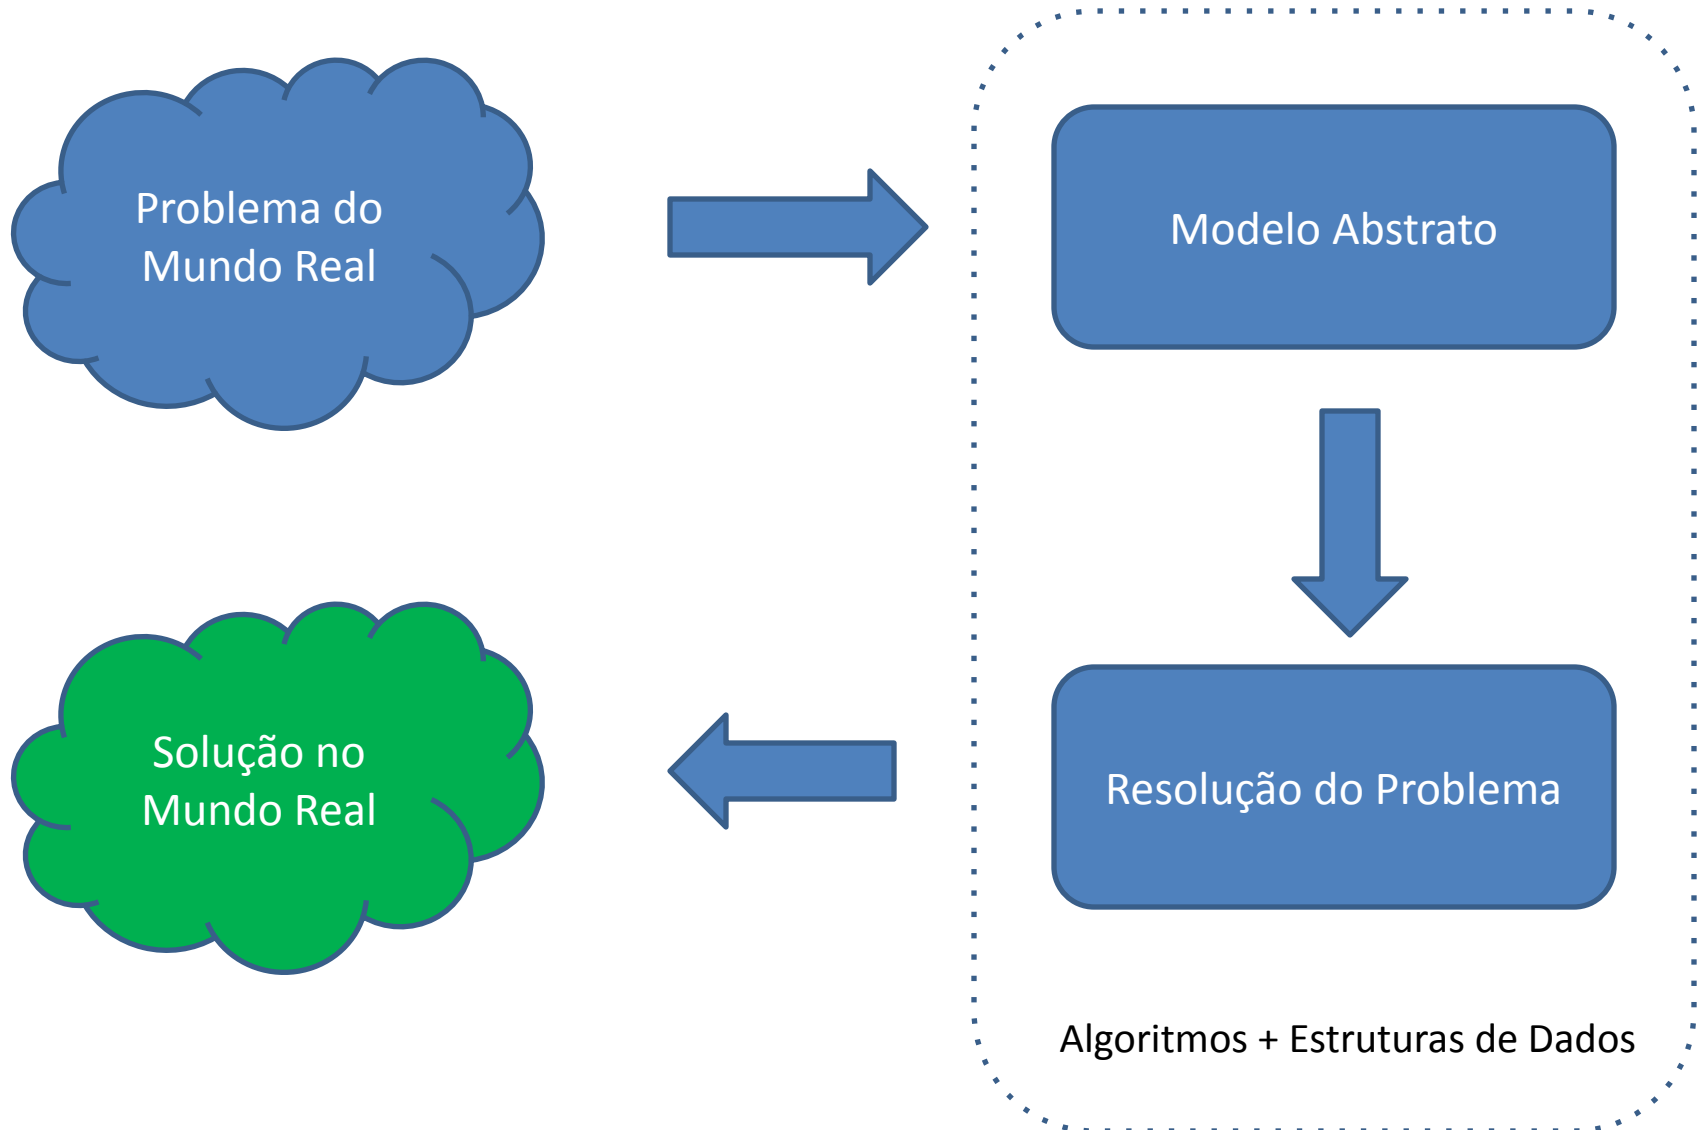 Problema do
Mundo Real
Modelo Abstrato
Solução no
Mundo Real
Resolução do Problema
Algoritmos + Estruturas de Dados